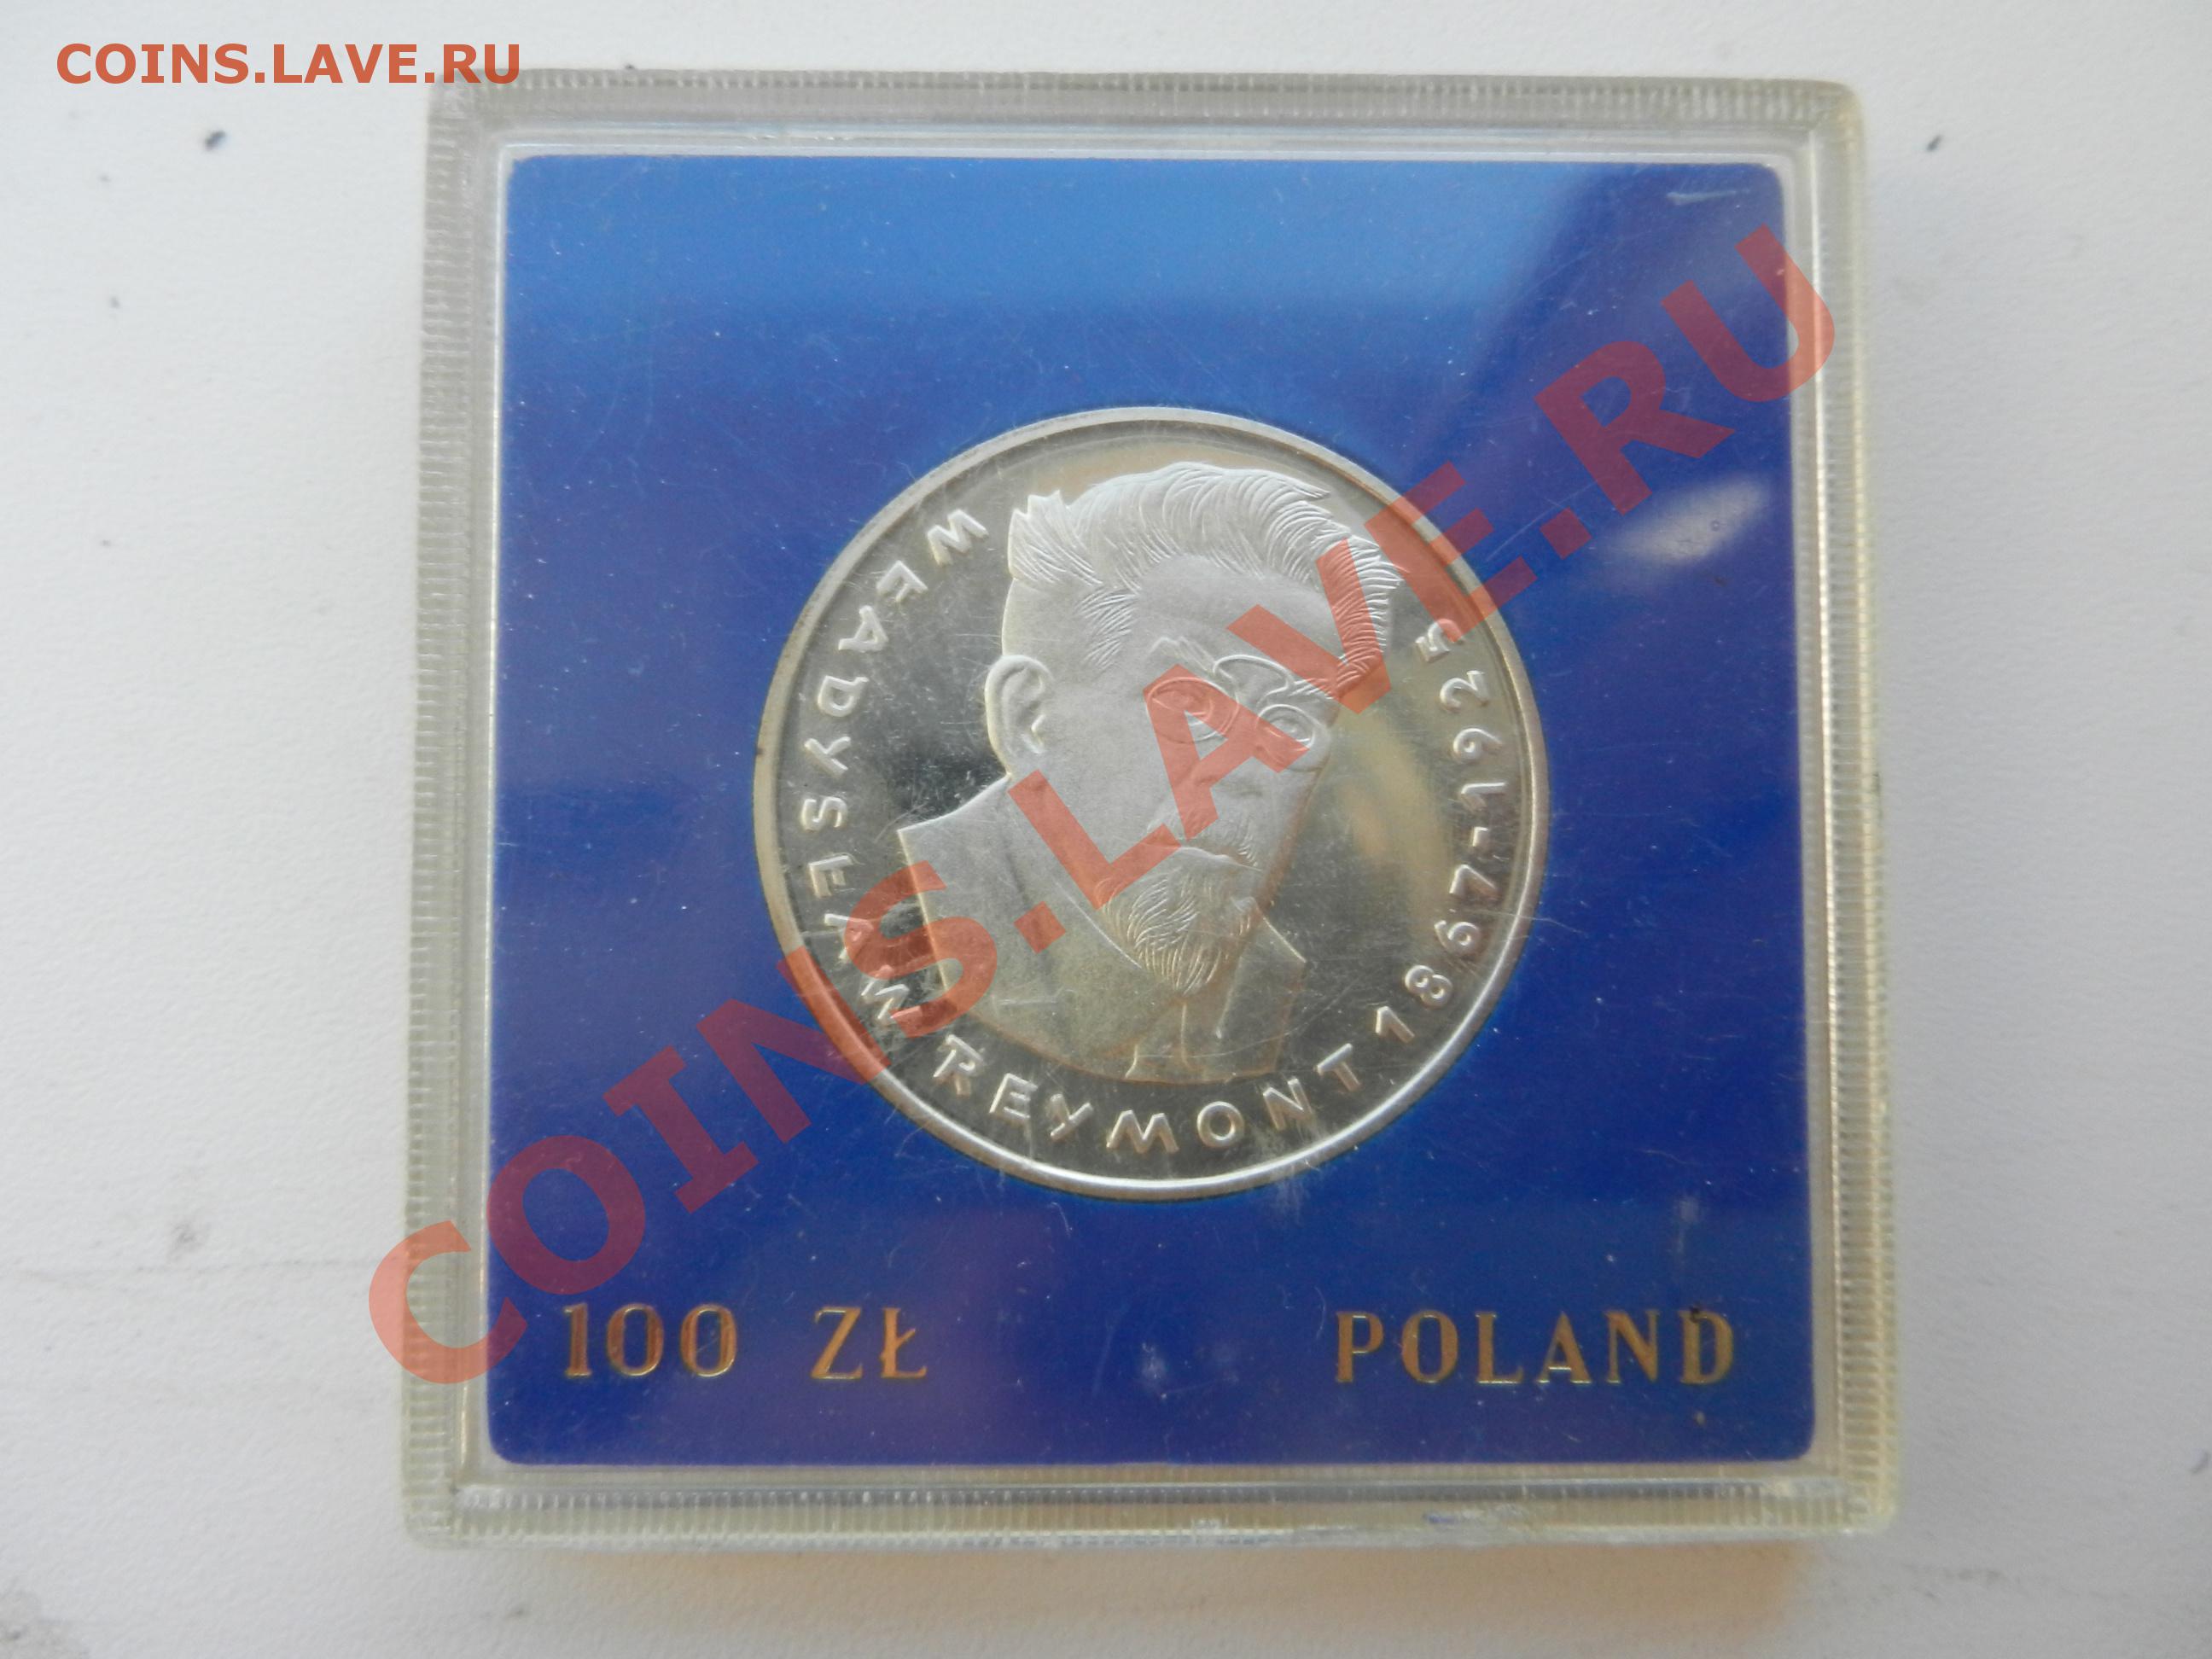 COINS.LAVE.RU
COINS.LAVE.RU
WŁADYSŁAW REYMONT 1867-1925
100 ZŁ POLAND